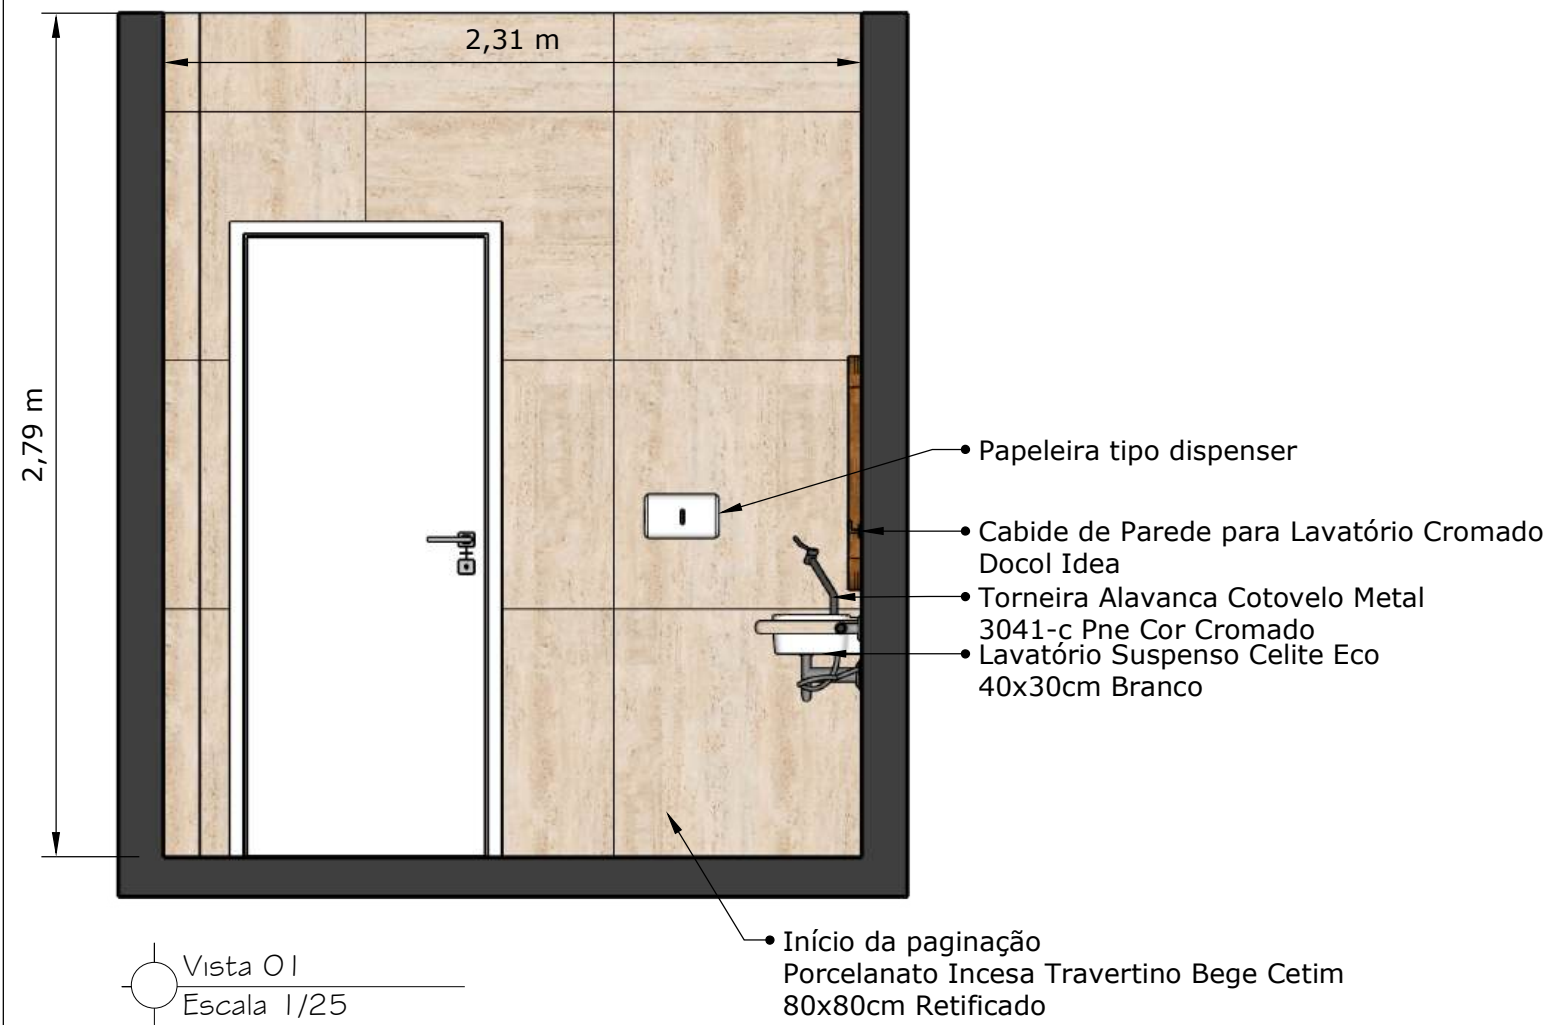 2,31 m
2,79 m
Papeleira tipo dispenser
Cabide de Parede para Lavatório Cromado
Docol Idea
Torneira Alavanca Cotovelo Metal
3041-c Pne Cor Cromado
Lavatório Suspenso Celite Eco
40x30cm Branco
Início da paginação
Porcelanato Incesa Travertino Bege Cetim
80x80cm Retificado
Vista 01
Escala 1/25